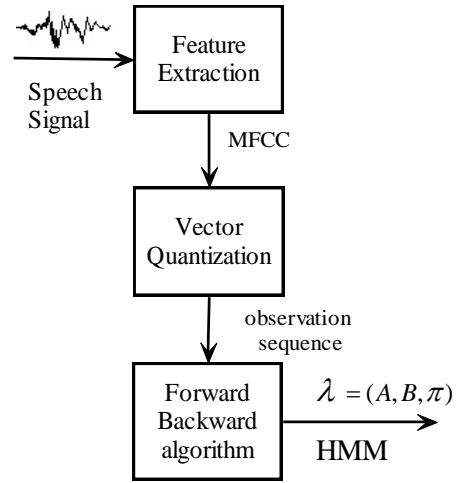 Feature
Extraction
Speech
Signal
MFCC
Vector
Quantization
observation
sequence
Forward
Backward
algorithm
λ = (A, B, π)
HMM